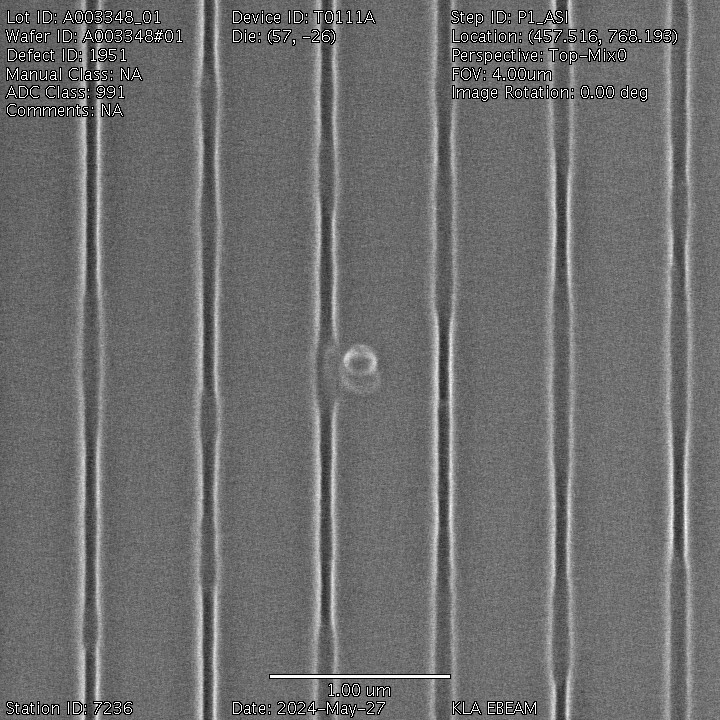 Lot ID: A003348_01
Wafer ID: A003348#01
Defect ID: 1951
Manual Class: NA
ADC Class: 991
Comments: NA
Device ID: T0111A
Die: (57, -26)
Step ID: P1_ASI
Location: (457.516, 768.193)
Perspective: Top-Mix0
FOV: 4.00um
Image Rotation: 0.00 deg
1.00 um
Station ID: 7236
Date: 2024-May-27
KLA EBEAM